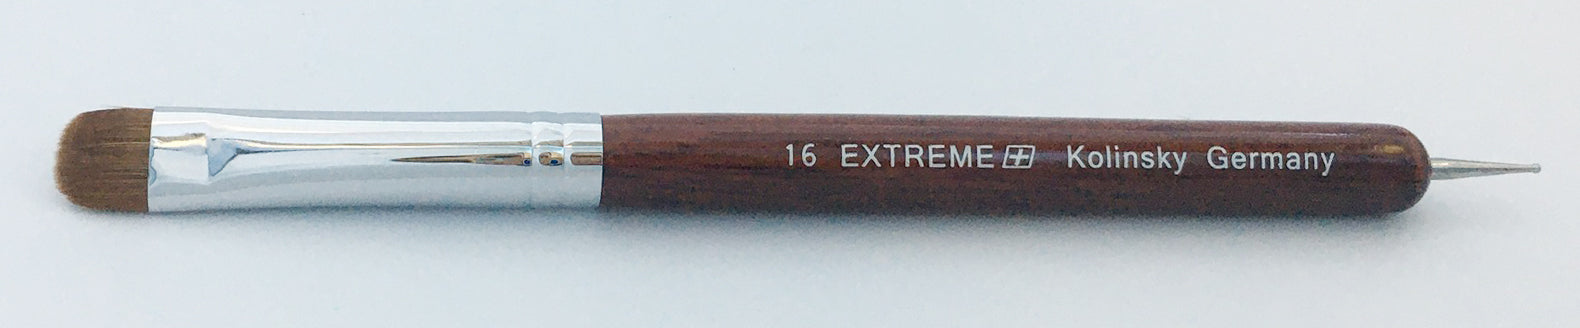 16 EXTREME+ Kolinsky Germany